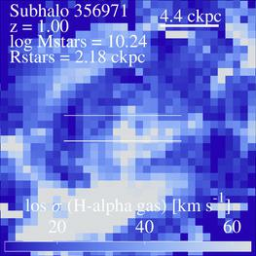 Subhalo 356971
4.4 ckpc
z = 1.00
log Mstars = 10.24
Rstars = 2.18 ckpc
los σ (H-alpha gas) [km s⁻¹]
20 40 60